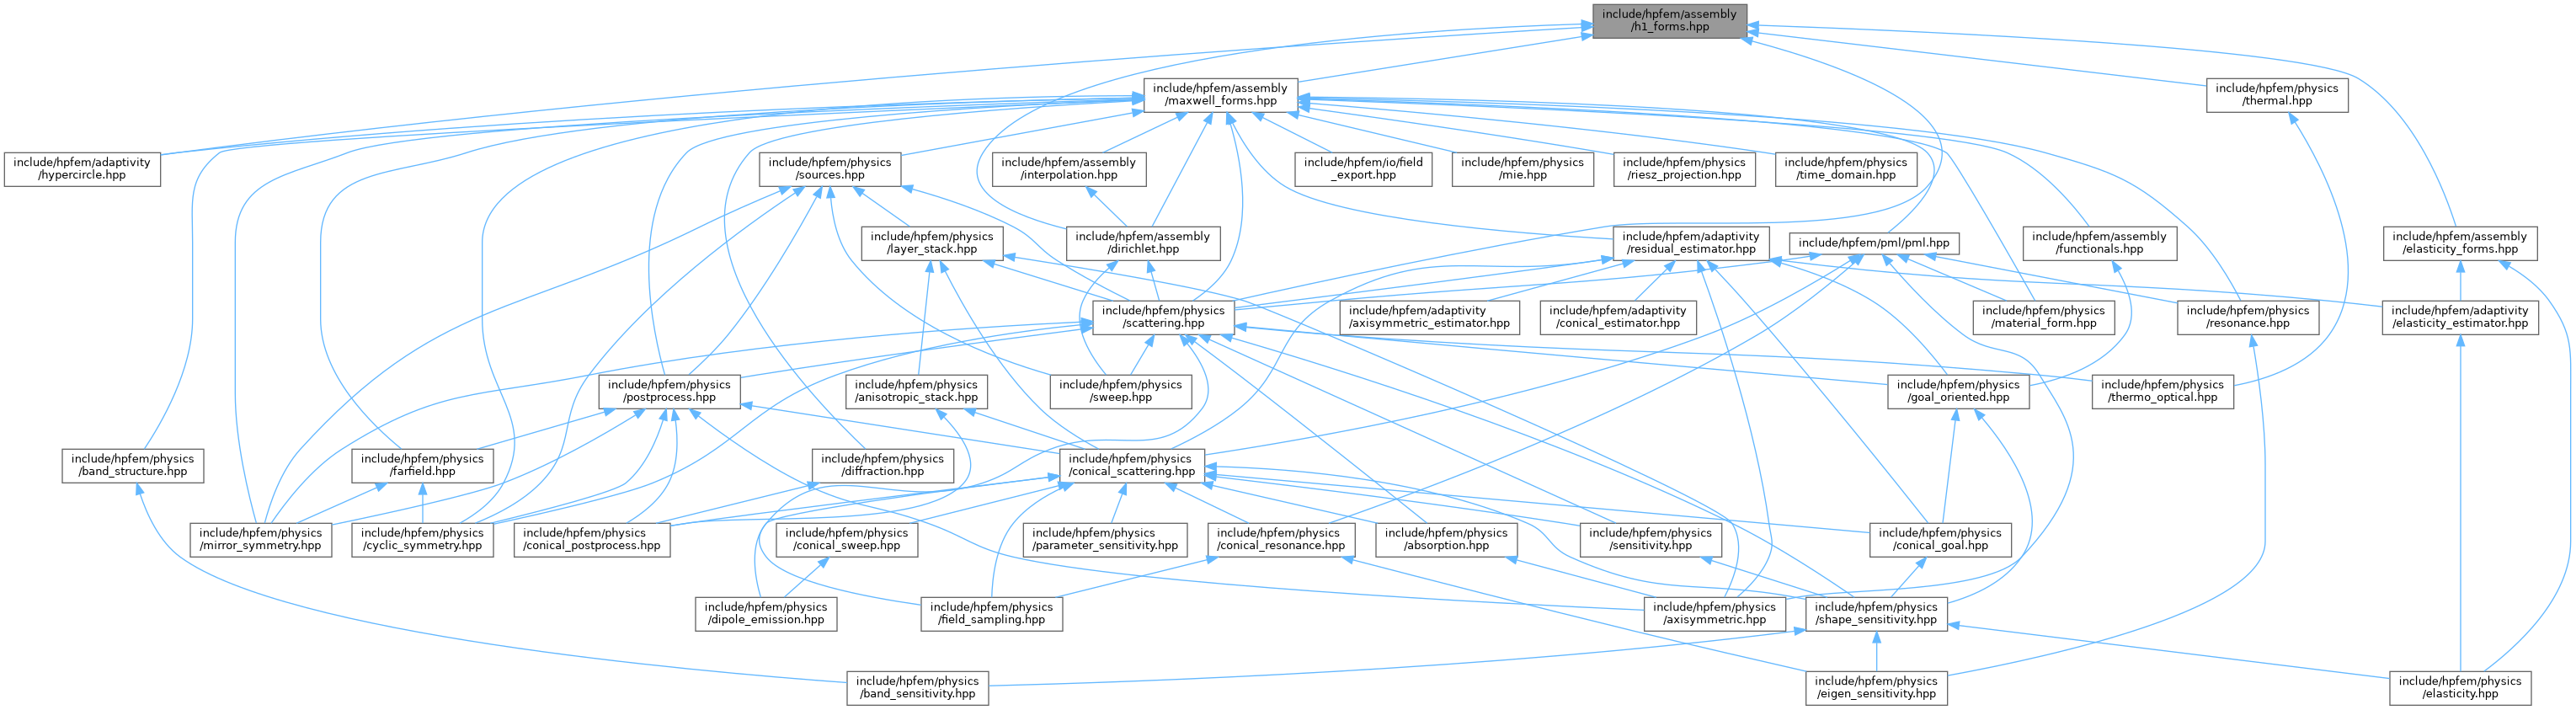 include/hpfem/assembly
/h1_forms.hpp
include/hpfem/assembly
/maxwell_forms.hpp
include/hpfem/physics
/thermal.hpp
include/hpfem/adaptivity
/hypercircle.hpp
include/hpfem/physics
/sources.hpp
include/hpfem/assembly
/interpolation.hpp
include/hpfem/io/field
_export.hpp
include/hpfem/physics
/mie.hpp
include/hpfem/physics
/riesz_projection.hpp
include/hpfem/physics
/time_domain.hpp
include/hpfem/physics
/layer_stack.hpp
include/hpfem/assembly
/dirichlet.hpp
include/hpfem/adaptivity
/residual_estimator.hpp
include/hpfem/pml/pml.hpp
include/hpfem/assembly
/functionals.hpp
include/hpfem/assembly
/elasticity_forms.hpp
include/hpfem/physics
/scattering.hpp
include/hpfem/adaptivity
/axisymmetric_estimator.hpp
include/hpfem/adaptivity
/conical_estimator.hpp
include/hpfem/physics
/material_form.hpp
include/hpfem/physics
/resonance.hpp
include/hpfem/adaptivity
/elasticity_estimator.hpp
include/hpfem/physics
/postprocess.hpp
include/hpfem/physics
/anisotropic_stack.hpp
include/hpfem/physics
/sweep.hpp
include/hpfem/physics
/goal_oriented.hpp
include/hpfem/physics
/thermo_optical.hpp
include/hpfem/physics
/band_structure.hpp
include/hpfem/physics
/farfield.hpp
include/hpfem/physics
/diffraction.hpp
include/hpfem/physics
/conical_scattering.hpp
include/hpfem/physics
/mirror_symmetry.hpp
include/hpfem/physics
/cyclic_symmetry.hpp
include/hpfem/physics
/conical_postprocess.hpp
include/hpfem/physics
/conical_sweep.hpp
include/hpfem/physics
/parameter_sensitivity.hpp
include/hpfem/physics
/conical_resonance.hpp
include/hpfem/physics
/absorption.hpp
include/hpfem/physics
/sensitivity.hpp
include/hpfem/physics
/conical_goal.hpp
include/hpfem/physics
/dipole_emission.hpp
include/hpfem/physics
/field_sampling.hpp
include/hpfem/physics
/axisymmetric.hpp
include/hpfem/physics
/shape_sensitivity.hpp
include/hpfem/physics
/band_sensitivity.hpp
include/hpfem/physics
/eigen_sensitivity.hpp
include/hpfem/physics
/elasticity.hpp